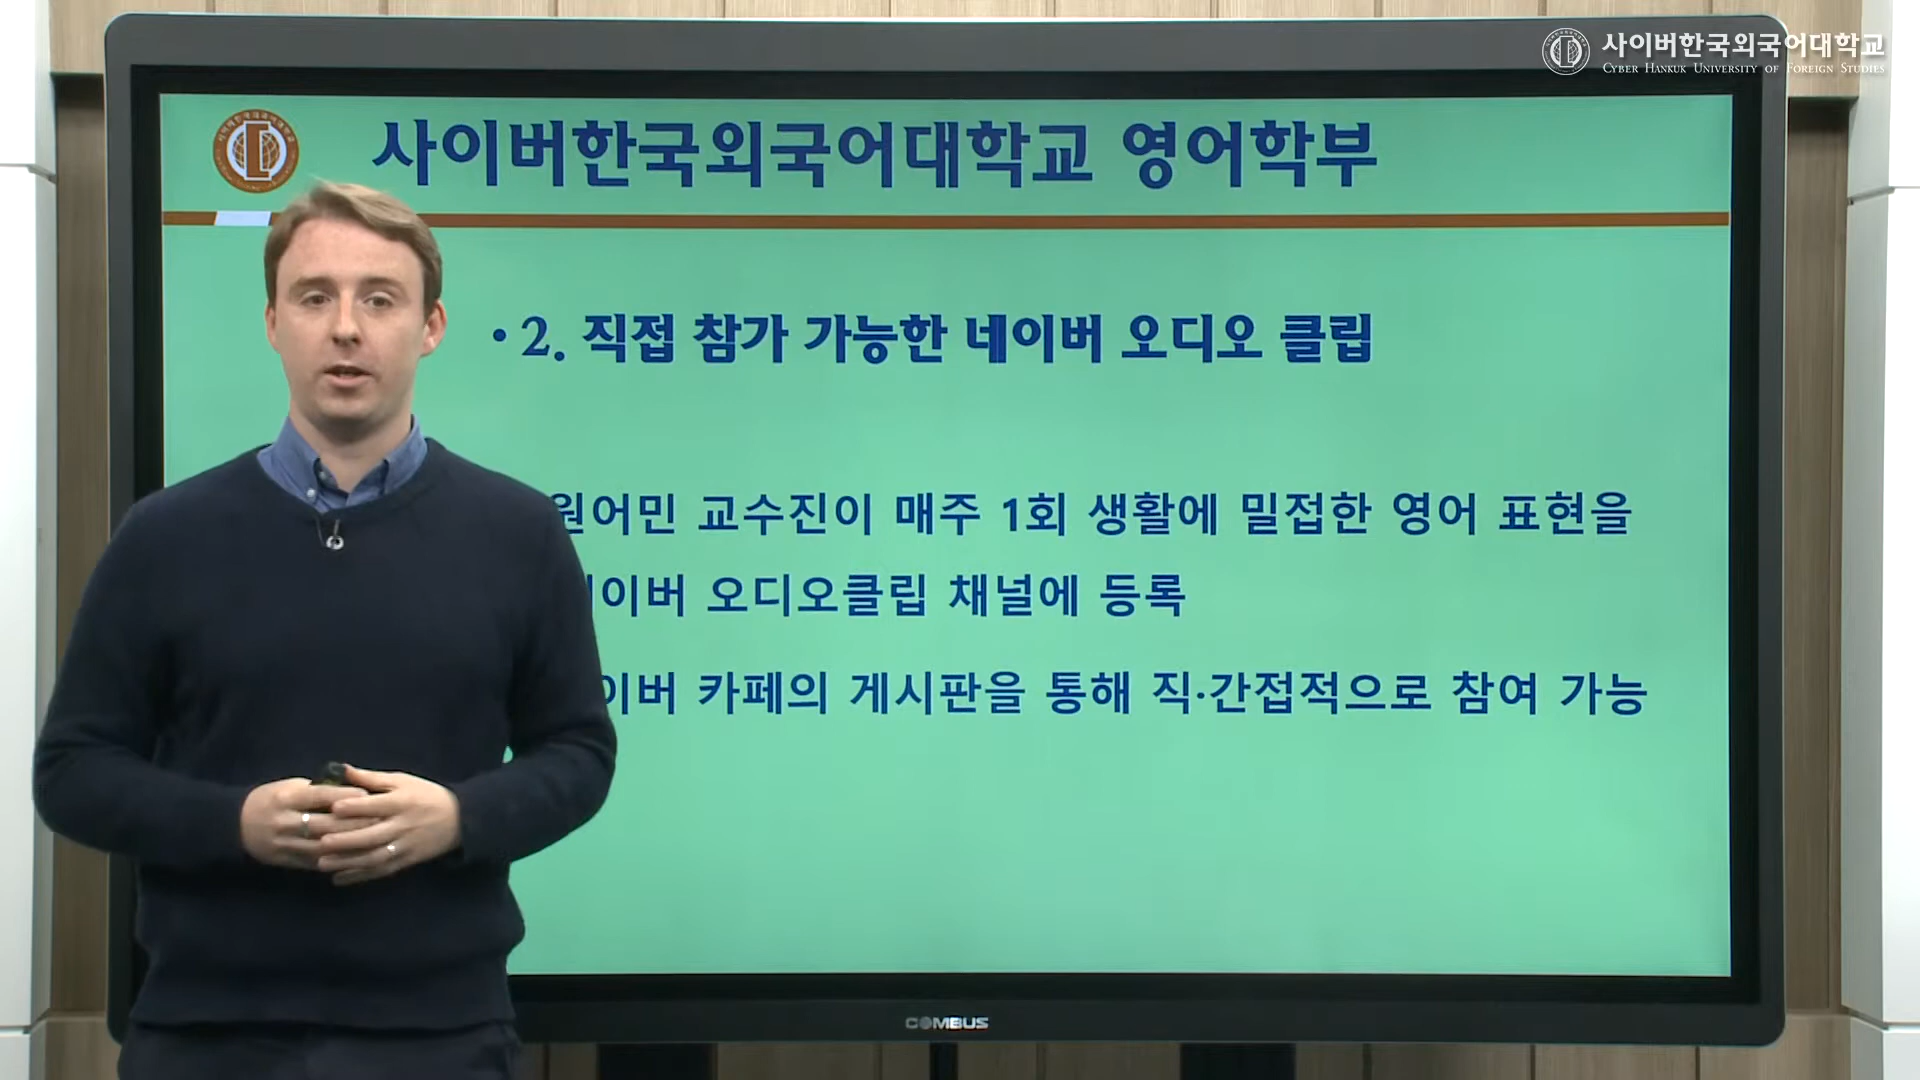 사이버한국외국어대학교
CYBER HANKUK UNIVERSITY OF FOREIGN STUDIES
사이버한국외국어대학교 영어학부
• 2. 직접 참가 가능한 네이버 오디오 클립
원어민 교수진이 매주 1회 생활에 밀접한 영어 표현을
이버 오디오클립 채널에 등록
이버 카페의 게시판을 통해 직·간접적으로 참여 가능
COMBUS